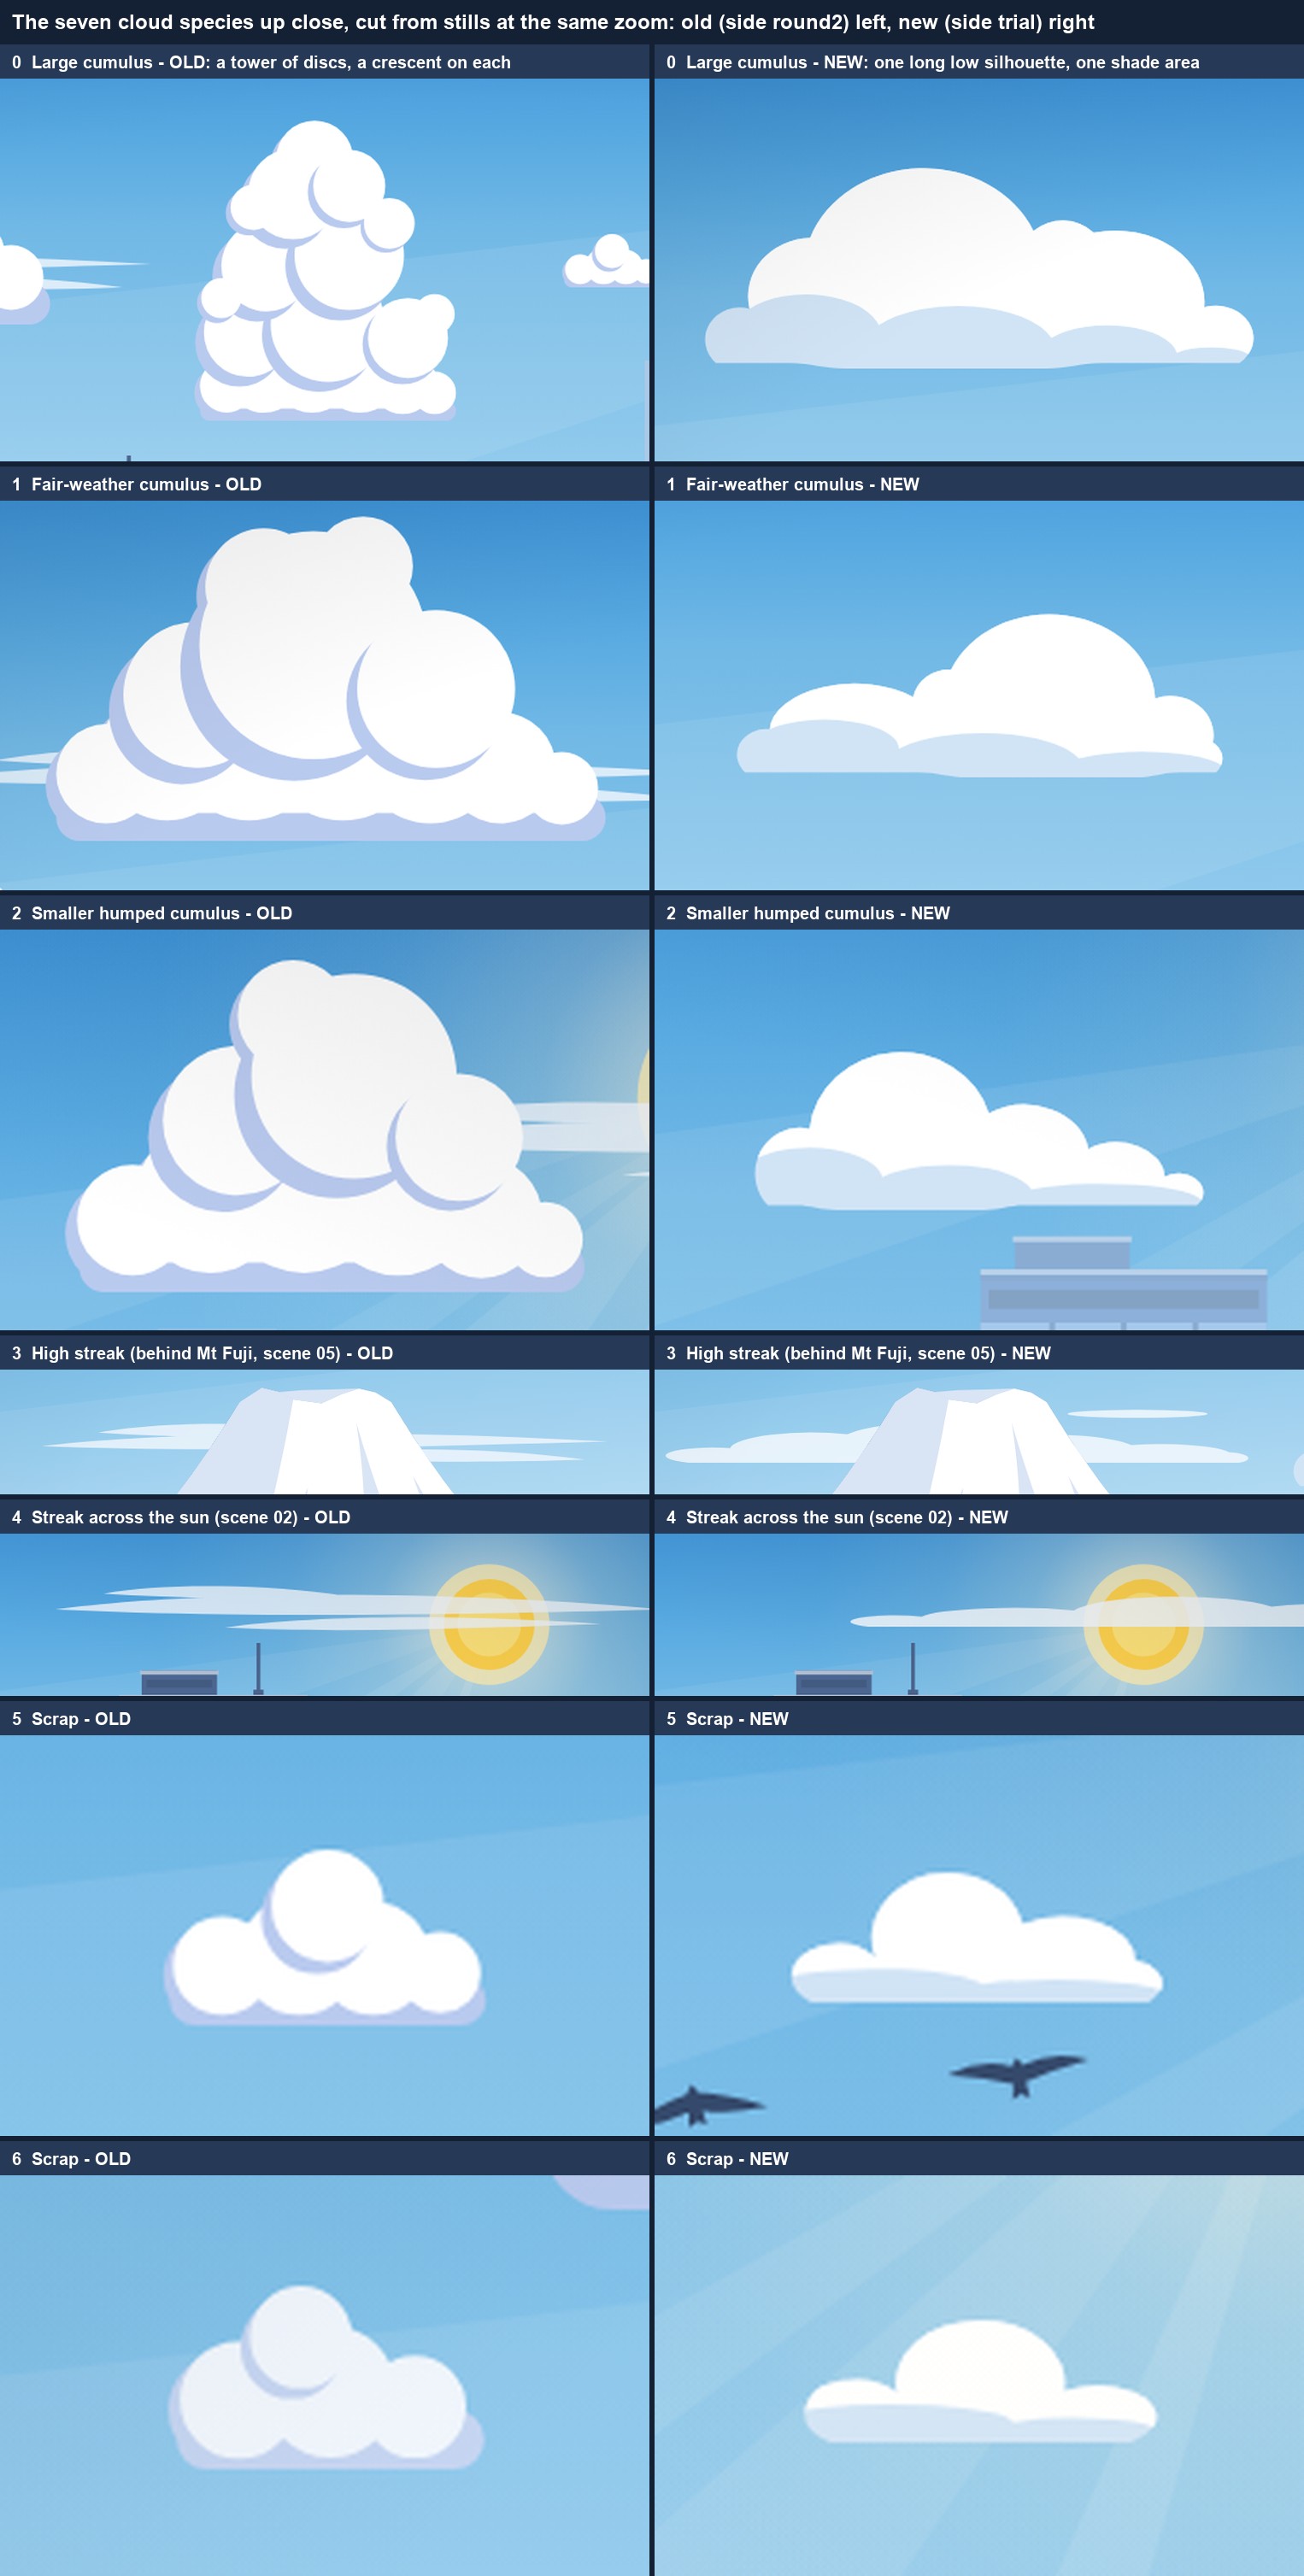 The seven cloud species up close, cut from stills at the same zoom: old (side round2) left, new (side trial) right
0 Large cumulus - OLD: a tower of discs, a crescent on each
0 Large cumulus - NEW: one long low silhouette, one shade area
1 Fair-weather cumulus - OLD
1 Fair-weather cumulus - NEW
2 Smaller humped cumulus - OLD
2 Smaller humped cumulus - NEW
3 High streak (behind Mt Fuji, scene 05) - OLD
3 High streak (behind Mt Fuji, scene 05) - NEW
4 Streak across the sun (scene 02) - OLD
4 Streak across the sun (scene 02) - NEW
5 Scrap - OLD
5 Scrap - NEW
6 Scrap - OLD
6 Scrap - NEW